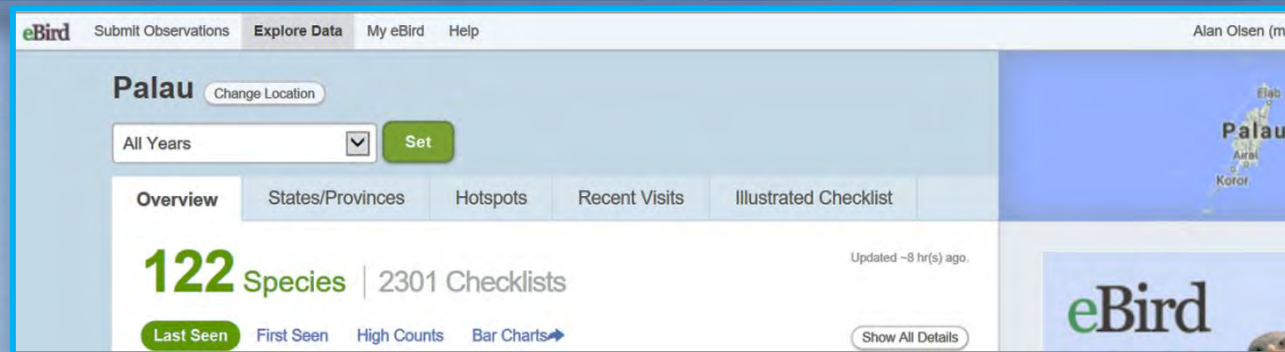 eBird Submit Observations Explore Data My eBird Help Alan Olsen (m
Palau Change Location
All Years Set
Overview States/Provinces Hotspots Recent Visits Illustrated Checklist
122 Species | 2301 Checklists
Updated ~8 hr(s) ago.
Last Seen First Seen High Counts Bar Charts Show All Details
Palau
Airai
Koror
eBird